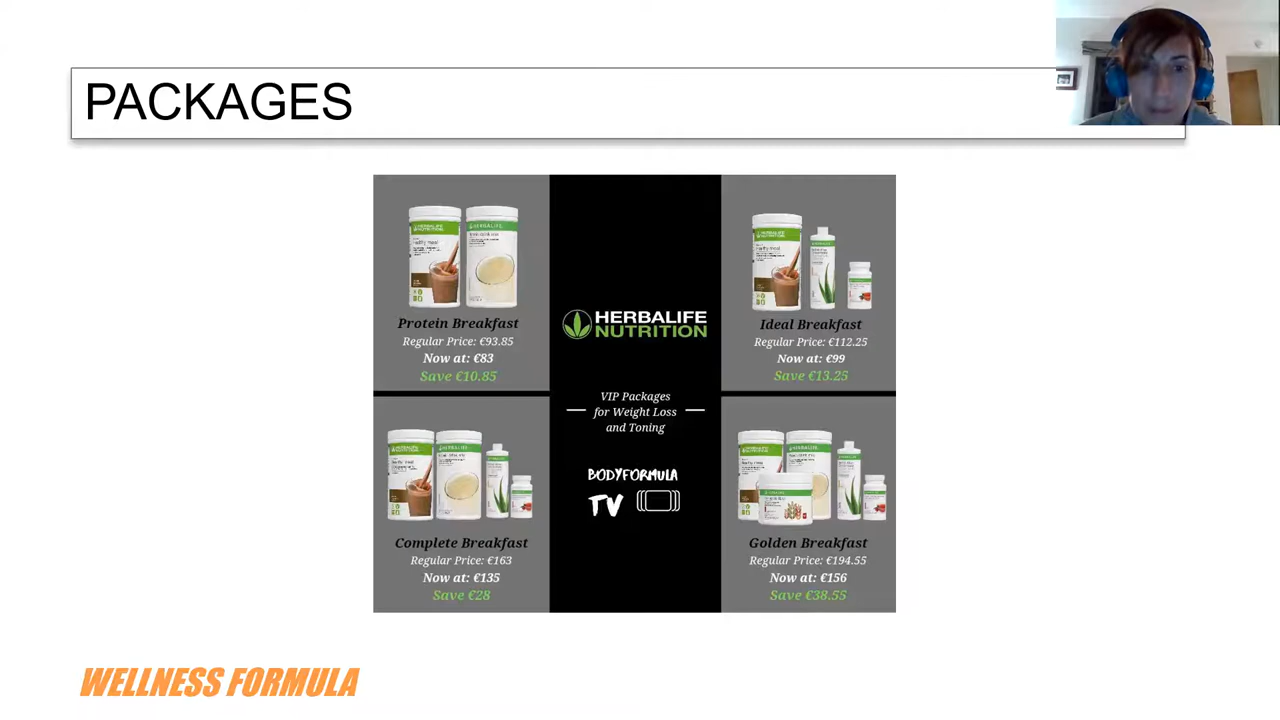 PACKAGES
Protein Breakfast
Regular Price: €93.85
Now at: €83
Save €10.85
HERBALIFE
NUTRITION
VIP Packages
for Weight Loss
and Toning
BODYFORMULA
TV
Ideal Breakfast
Regular Price: €112.25
Now at: €99
Save €13.25
Complete Breakfast
Regular Price: €163
Now at: €135
Save €28
Golden Breakfast
Regular Price: €194.55
Now at: €156
Save €38.55
WELLNESS FORMULA